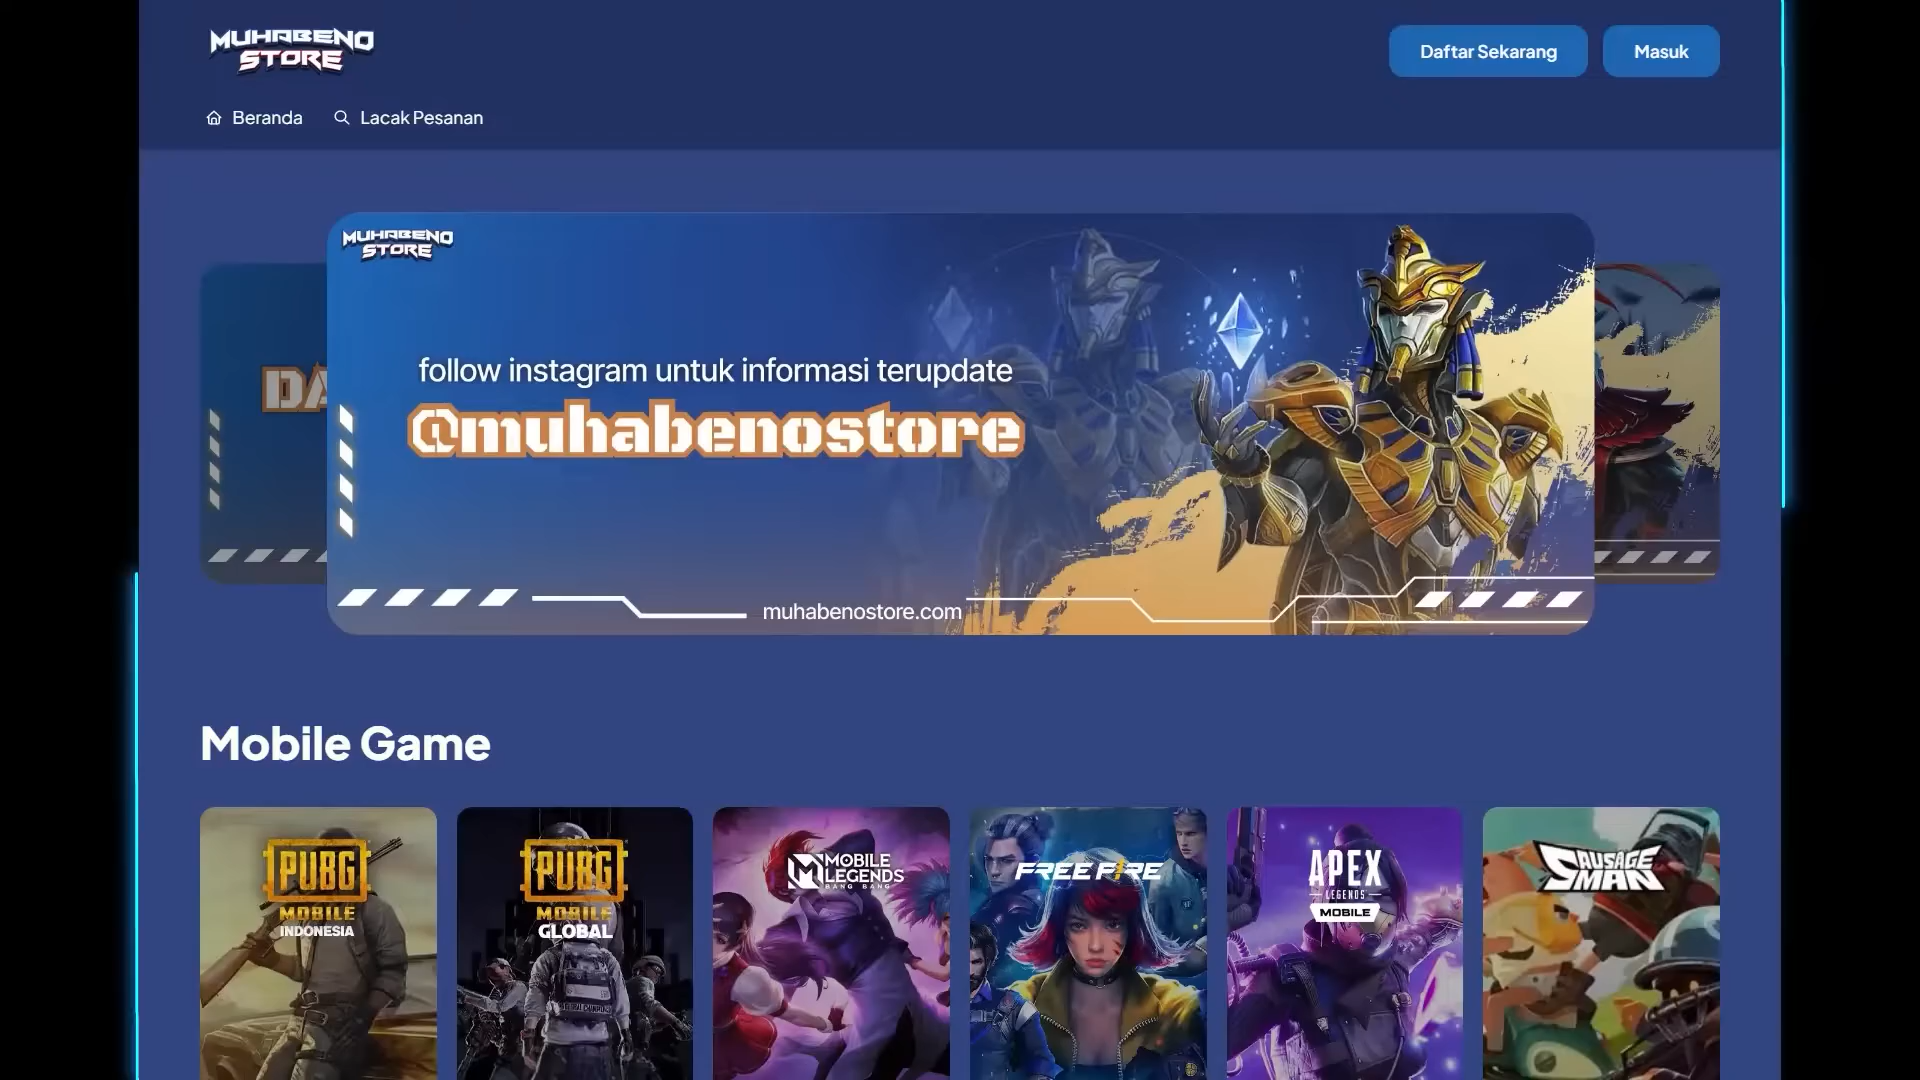 MUHABENO
STORE
Daftar Sekarang
Masuk
Beranda
Lacak Pesanan
MUHABENO
STORE
DA
follow instagram untuk informasi terupdate
@muhabenostore
muhabenostore.com
Mobile Game
PUBG
MOBILE
INDONESIA
PUBG
MOBILE
GLOBAL
MOBILE
LEGENDS
BANG BANG
FREE FIRE
APEX
LEGENDS
MOBILE
SAUSAGE
MAN